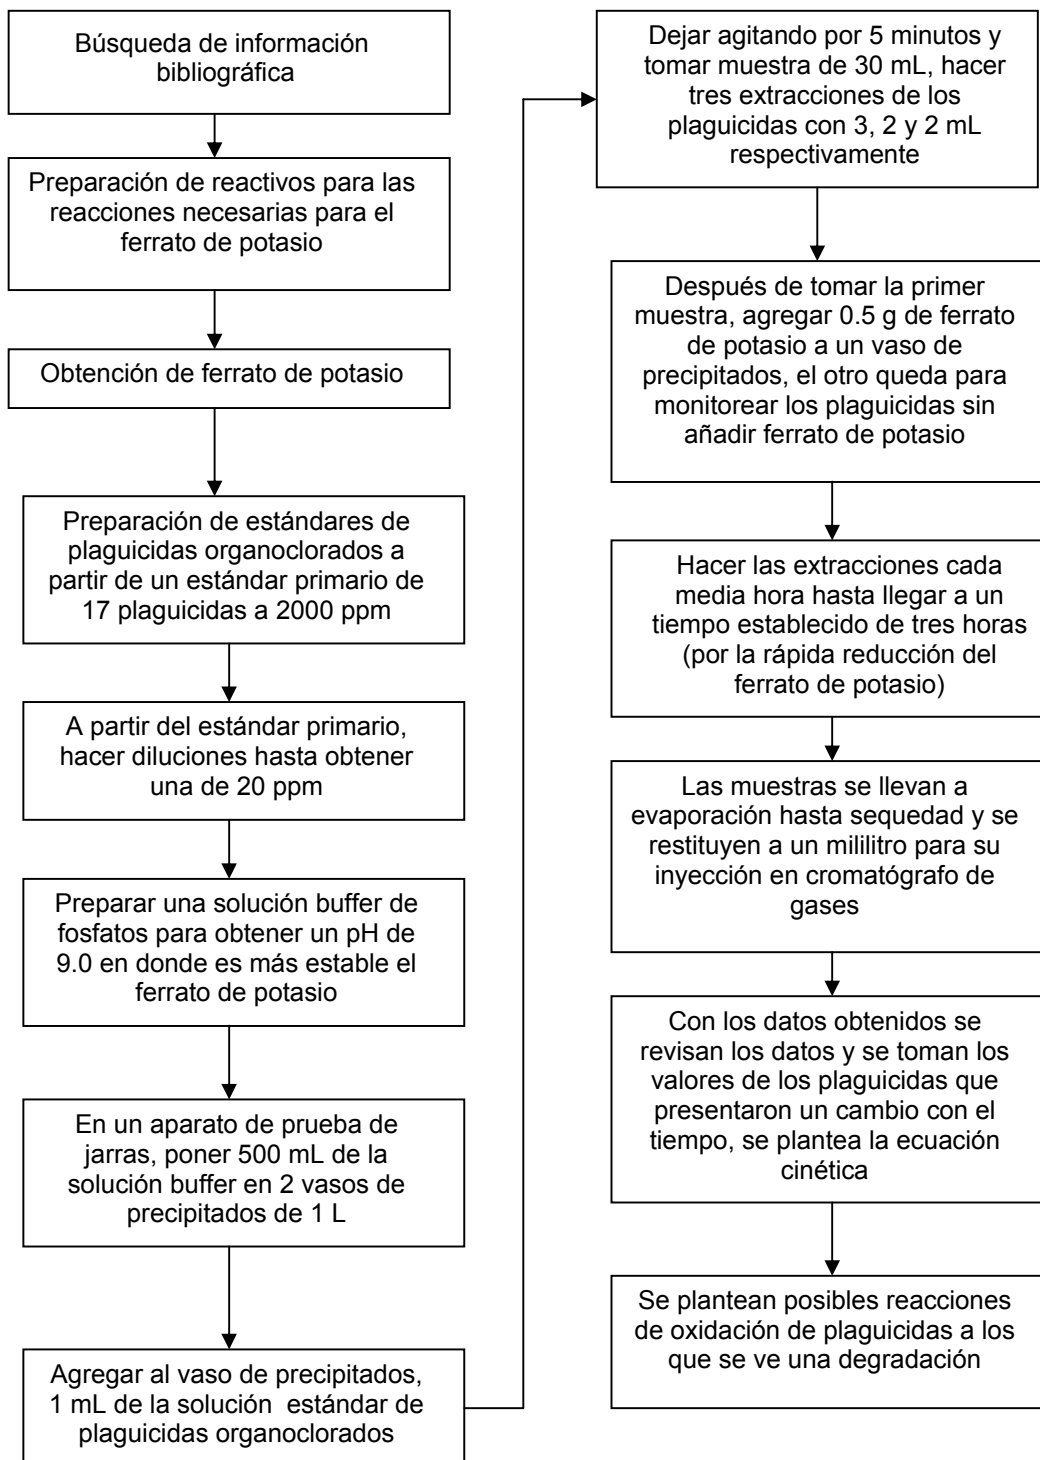 Búsqueda de información
bibliográfica
Preparación de reactivos para las
reacciones necesarias para el
ferrato de potasio
Obtención de ferrato de potasio
Preparación de estándares de
plaguicidas organoclorados a
partir de un estándar primario de
17 plaguicidas a 2000 ppm
A partir del estándar primario,
hacer diluciones hasta obtener
una de 20 ppm
Preparar una solución buffer de
fosfatos para obtener un pH de
9.0 en donde es más estable el
ferrato de potasio
En un aparato de prueba de
jarras, poner 500 mL de la
solución buffer en 2 vasos de
precipitados de 1 L
Agregar al vaso de precipitados,
1 mL de la solución estándar de
plaguicidas organoclorados
Dejar agitando por 5 minutos y
tomar muestra de 30 mL, hacer
tres extracciones de los
plaguicidas con 3, 2 y 2 mL
respectivamente
Después de tomar la primer
muestra, agregar 0.5 g de ferrato
de potasio a un vaso de
precipitados, el otro queda para
monitorear los plaguicidas sin
añadir ferrato de potasio
Hacer las extracciones cada
media hora hasta llegar a un
tiempo establecido de tres horas
(por la rápida reducción del
ferrato de potasio)
Las muestras se llevan a
evaporación hasta sequedad y se
restituyen a un mililitro para su
inyección en cromatógrafo de
gases
Con los datos obtenidos se
revisan los datos y se toman los
valores de los plaguicidas que
presentaron un cambio con el
tiempo, se plantea la ecuación
cinética
Se plantean posibles reacciones
de oxidación de plaguicidas a los
que se ve una degradación